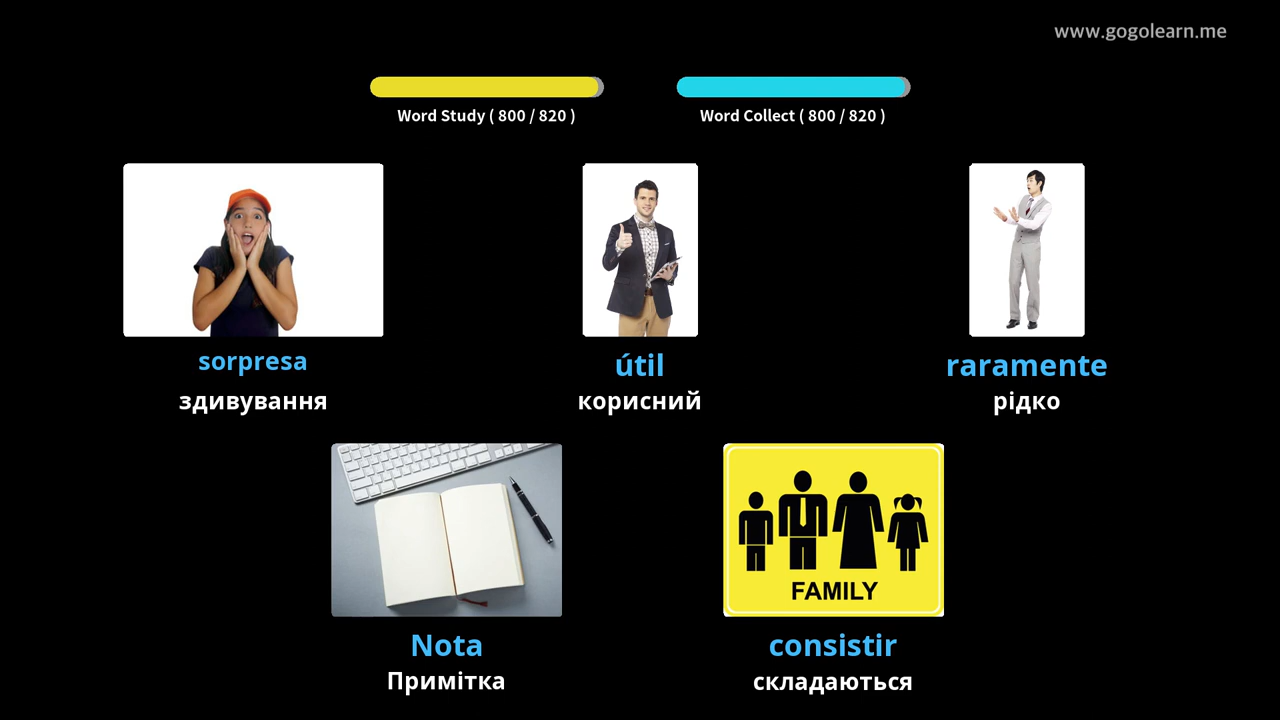 www.gogolearn.me
Word Study ( 800 / 820 )
Word Collect ( 800 / 820 )
sorpresa
здивування
útil
корисний
raramente
рідко
FAMILY
Nota
Примітка
consistir
складаються